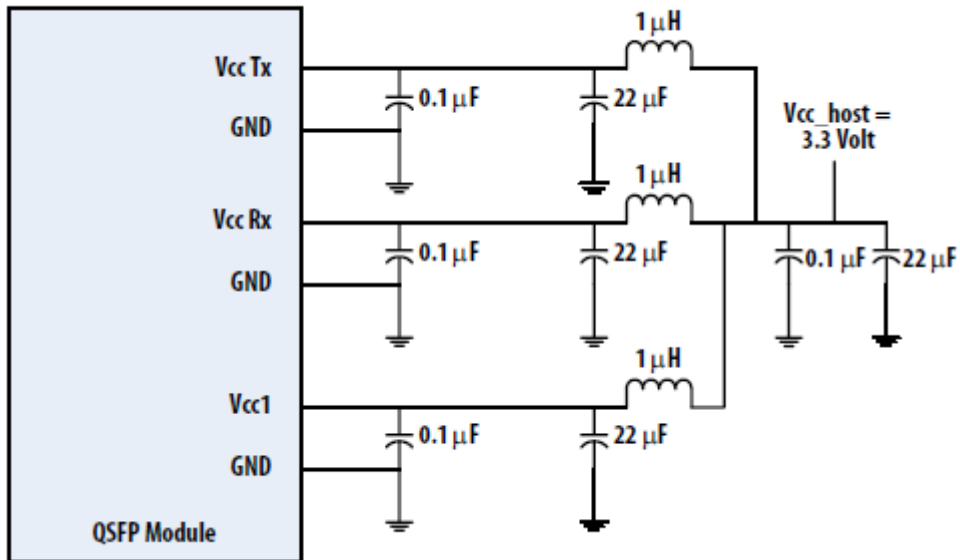 1 μH
Vcc Tx
0.1 μF
22 μF
GND
Vcc_host =
3.3 Volt
1 μH
Vcc Rx
0.1 μF
22 μF
0.1 μF
22 μF
GND
1 μH
Vcc1
0.1 μF
22 μF
GND
QSFP Module